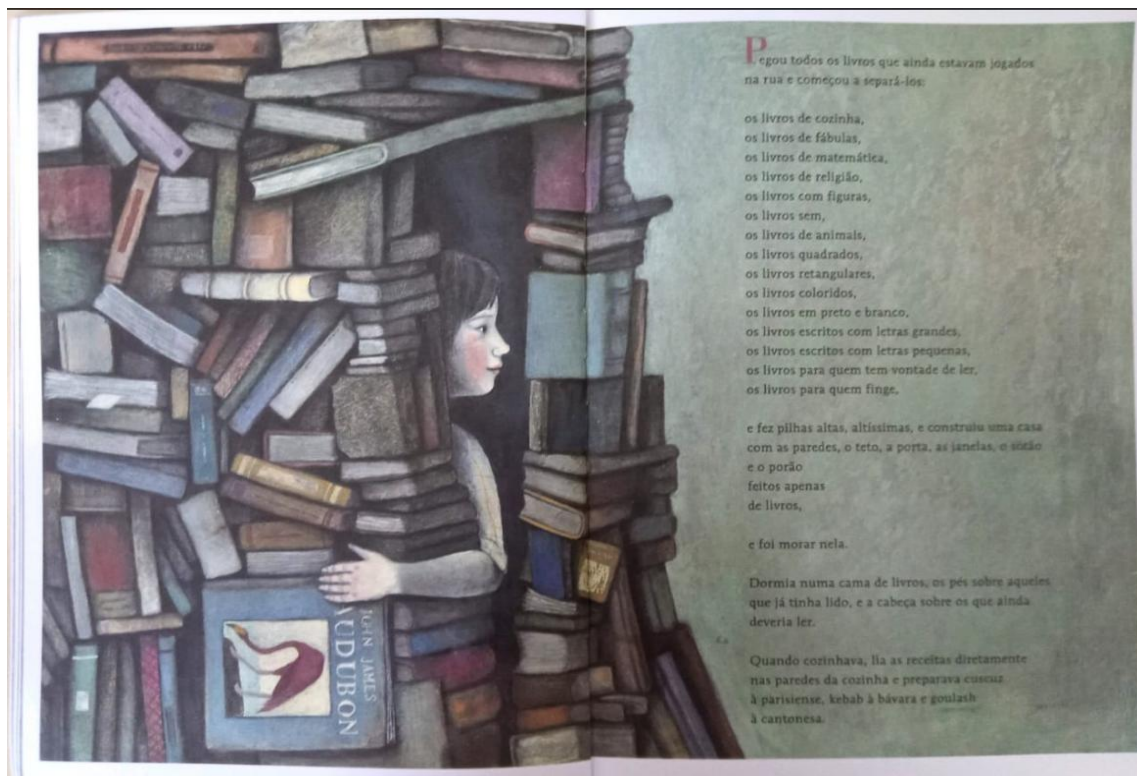 JOHN JAMES
AUDUBON
Pegou todos os livros que ainda estavam jogados
na rua e começou a separá-los:
os livros de cozinha,
os livros de fábulas,
os livros de matemática,
os livros de religião,
os livros com figuras,
os livros sem,
os livros de animais,
os livros quadrados,
os livros retangulares,
os livros coloridos,
os livros em preto e branco,
os livros escritos com letras grandes,
os livros escritos com letras pequenas,
os livros para quem tem vontade de ler,
os livros para quem finge,
e fez pilhas altas, altíssimas, e construiu uma casa
com as paredes, o teto, a porta, as janelas, o sótão
e o porão
feitos apenas
de livros,
e foi morar nela.
Dormia numa cama de livros, os pés sobre aqueles
que já tinha lido, e a cabeça sobre os que ainda
deveria ler.
Quando cozinhava, lia as receitas diretamente
nas paredes da cozinha e preparava cuscuz
à parisiense, kebab à bávara e goulash
à cantonesa.